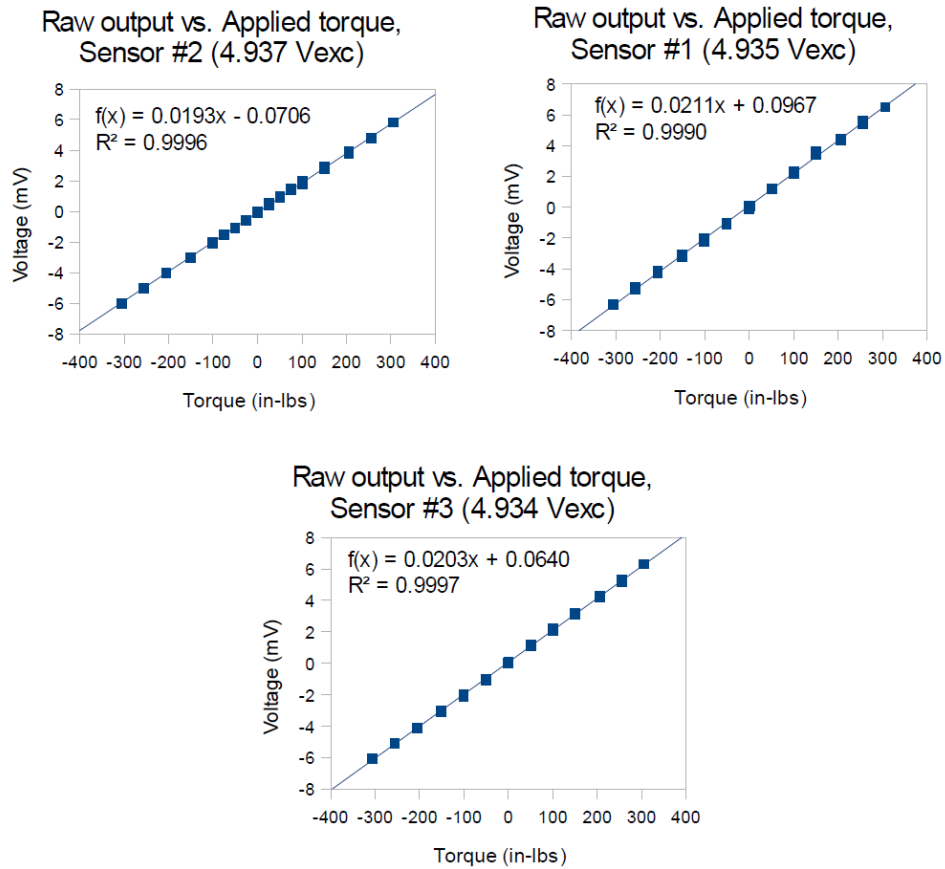 Raw output vs. Applied torque,
Sensor #2 (4.937 Vexc)
f(x) = 0.0193x - 0.0706
R² = 0.9996
8
6
4
2
0
-2
-4
-6
-8
Voltage (mV)
-400 -300 -200 -100 0 100 200 300 400
Torque (in-lbs)
Raw output vs. Applied torque,
Sensor #1 (4.935 Vexc)
f(x) = 0.0211x + 0.0967
R² = 0.9990
8
6
4
2
0
-2
-4
-6
-8
Voltage (mV)
-400 -300 -200 -100 0 100 200 300 400
Torque (in-lbs)
Raw output vs. Applied torque,
Sensor #3 (4.934 Vexc)
f(x) = 0.0203x + 0.0640
R² = 0.9997
8
6
4
2
0
-2
-4
-6
-8
Voltage (mV)
-400 -300 -200 -100 0 100 200 300 400
Torque (in-lbs)